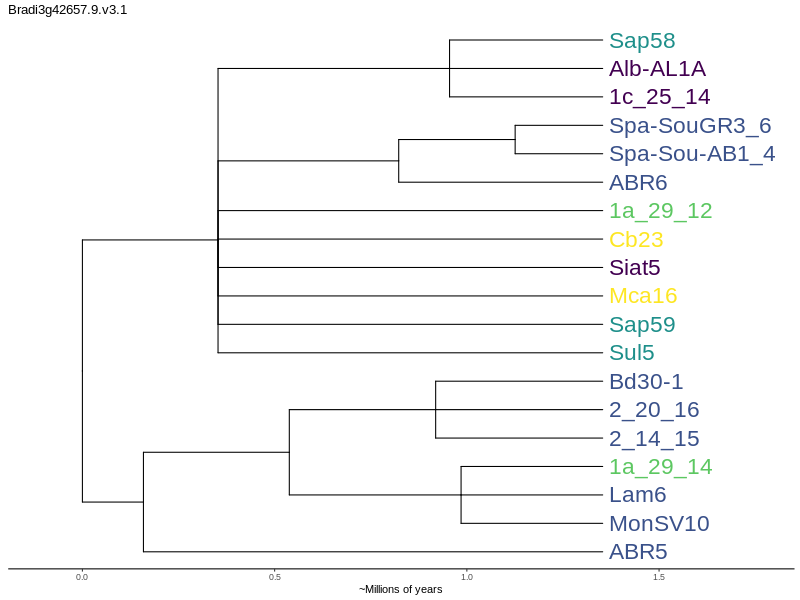 Bradi3g42657.9.v3.1
Sap58
Alb-AL1A
1c_25_14
Spa-SouGR3_6
Spa-Sou-AB1_4
ABR6
1a_29_12
Cb23
Siat5
Mca16
Sap59
Sul5
Bd30-1
2_20_16
2_14_15
1a_29_14
Lam6
MonSV10
ABR5
0.0 0.5 1.0 1.5
~Millions of years